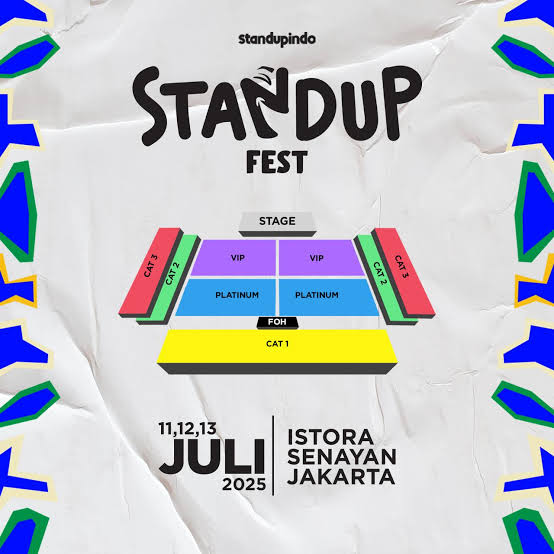 standupindo
STANDUP
FEST
STAGE
CAT 3
CAT 2
VIP
VIP
CAT 2
CAT 3
PLATINUM
PLATINUM
FOH
CAT 1
11,12,13
JULI
2025
ISTORA
SENAYAN
JAKARTA